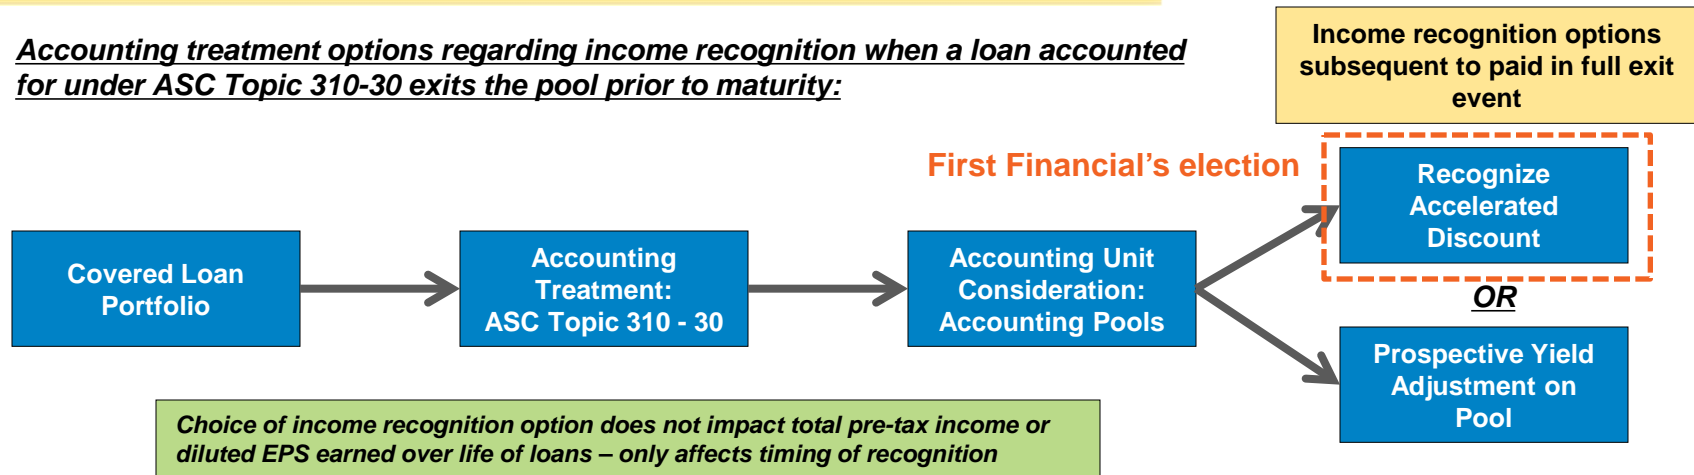 Accounting treatment options regarding income recognition when a loan accounted
for under ASC Topic 310-30 exits the pool prior to maturity:
Income recognition options
subsequent to paid in full exit
event
First Financial's election
Recognize
Accelerated
Discount
Covered Loan
Portfolio
Accounting
Treatment:
ASC Topic 310 - 30
Accounting Unit
Consideration:
Accounting Pools
OR
Prospective Yield
Adjustment on
Pool
Choice of income recognition option does not impact total pre-tax income or
diluted EPS earned over life of loans – only affects timing of recognition